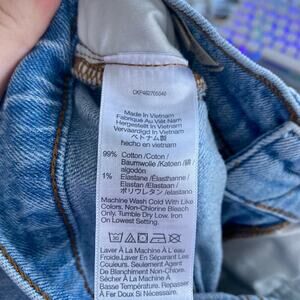 Made In Vietnam
Fabriqué Au Viêt Nam
Hergestellt In Vietnam
Vervaardigd In Vietnam
ベトナム製
hecho en vietnam
99% Cotton/Coton/
Baumwolle/Katoen/綿/
algodón
1% Elastane/Elasthanne/
Elastan/Elastaan/
ポリウレタン/elastano
Machine Wash Cold With Like
Colors. Non-Chlorine Bleach
Only. Tumble Dry Low. Iron
On Lowest Setting.
Laver À La Machine À Eau
Froide. Laver En Séparant Les
Couleurs. Seulement Agent
De Blanchiment Non Chloré.
Sécher À La Machine À
Basse Température. Repasser
À Fer Doux Si Nécessaire.